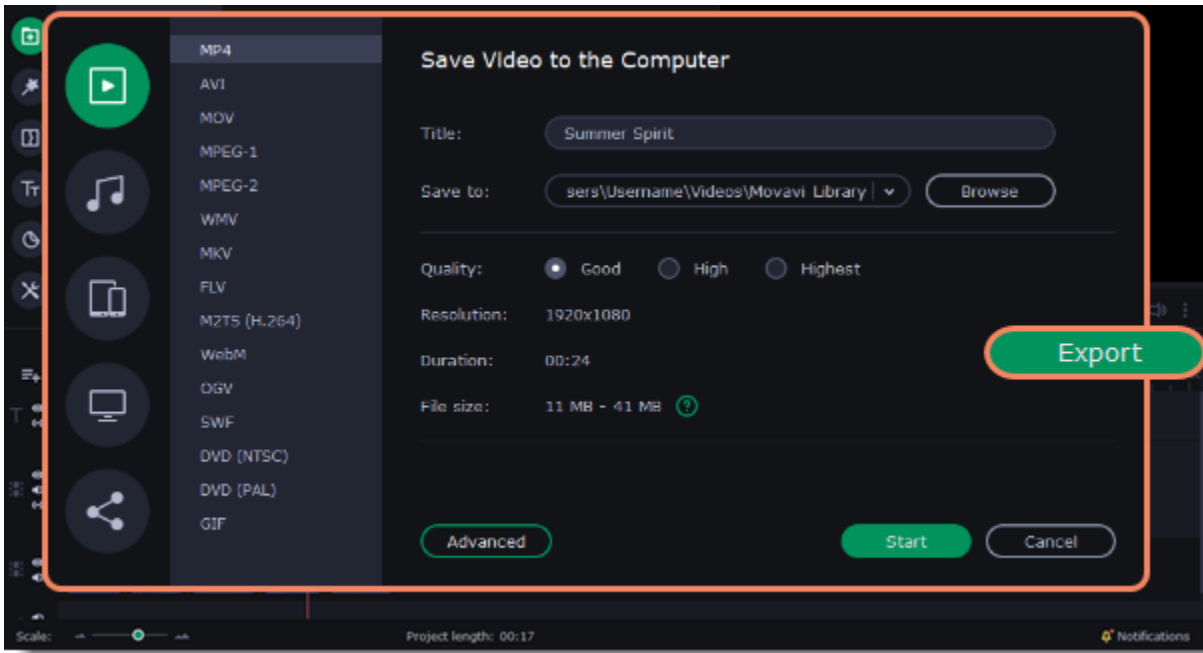 MP4
AVI
MOV
MPEG-1
MPEG-2
WMV
MKV
FLV
M2TS (H.264)
WebM
OGV
SWF
DVD (NTSC)
DVD (PAL)
GIF
Save Video to the Computer
Title: Summer Spirit
Save to: sers\Username\Videos\Movavi Library Browse
Quality: Good High Highest
Resolution: 1920x1080
Duration: 00:24
File size: 11 MB - 41 MB ?
Advanced Start Cancel
Export
Tт
T
Scale: Project length: 00:17 Notifications